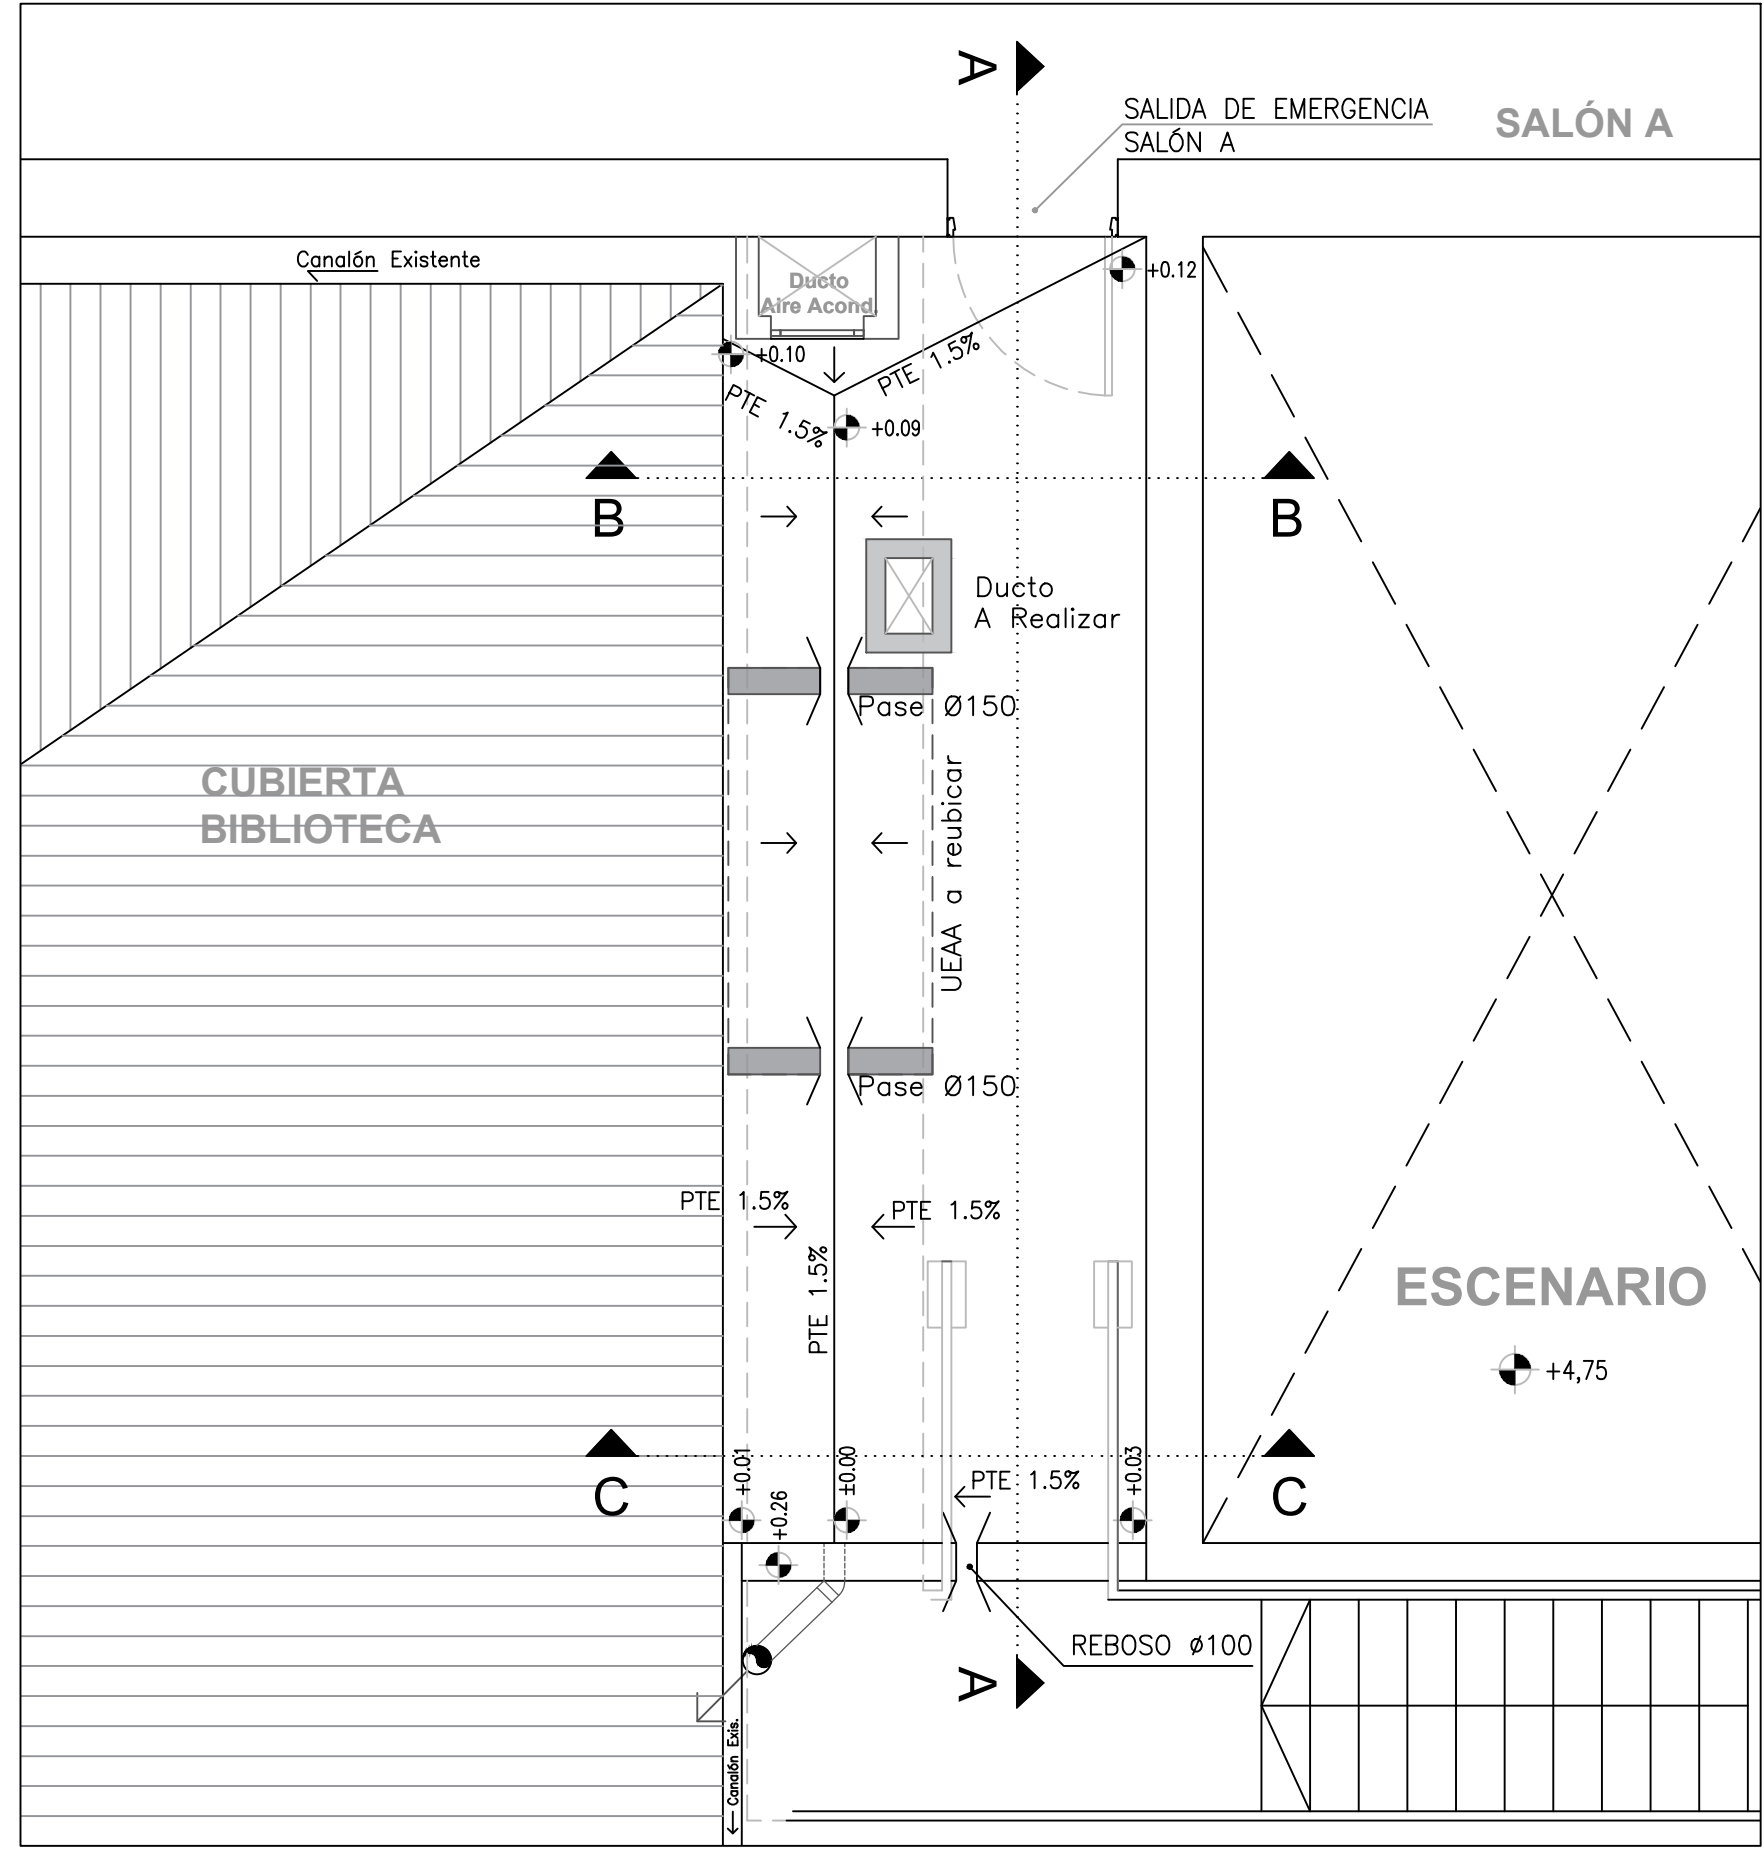 A
SALIDA DE EMERGENCIA
SALÓN A
SALÓN A
Canalón Existente
Ducto
Aire Acond.
+0.12
+0.10
PTE 1.5%
PTE 1.5%
+0.09
B
B
Ducto
A Realizar
Pase Ø150
CUBIERTA
BIBLIOTECA
UEAA a reubicar
Pase Ø150
PTE 1.5%
PTE 1.5%
PTE 1.5%
ESCENARIO
+4,75
C
C
+0.01
+0.26
±0.00
PTE 1.5%
+0.03
REBOSO ø100
A
Canalón Exis.